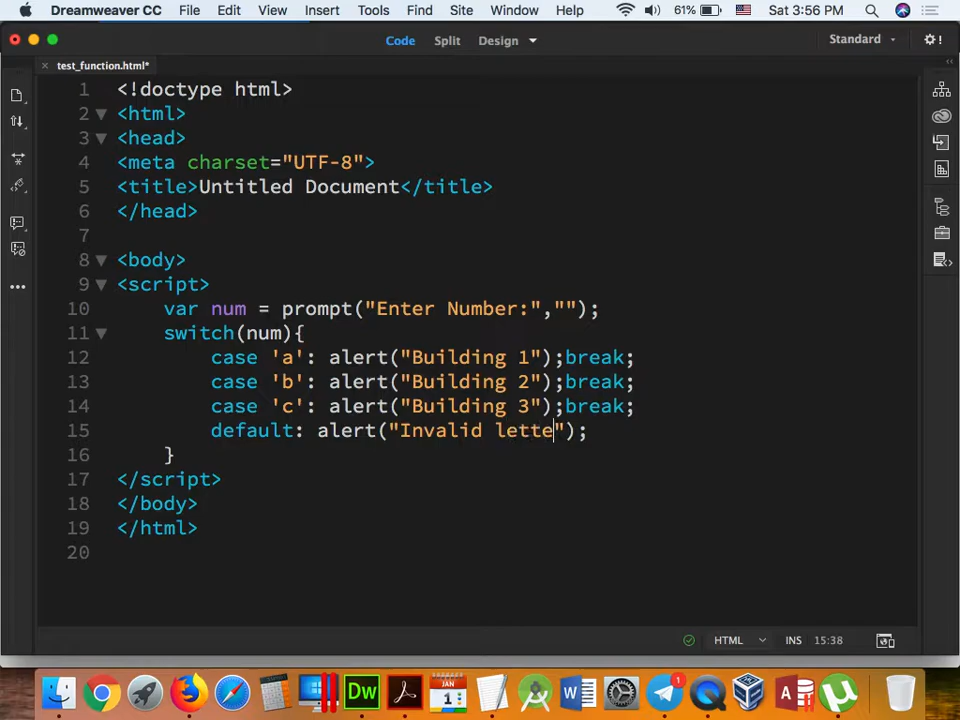 Dreamweaver CC File Edit View Insert Tools Find Site Window Help 61% Sat 3:56 PM
Code Split Design Standard
test_function.html*
1 <!doctype html>
2 <html>
3 <head>
4 <meta charset="UTF-8">
5 <title>Untitled Document</title>
6 </head>
7
8 <body>
9 <script>
10 var num = prompt("Enter Number:","");
11 switch(num){
12 case 'a': alert("Building 1");break;
13 case 'b': alert("Building 2");break;
14 case 'c': alert("Building 3");break;
15 default: alert("Invalid lette");
16 }
17 </script>
18 </body>
19 </html>
20
HTML INS 15:38
Dw JAN 1 W 1 A